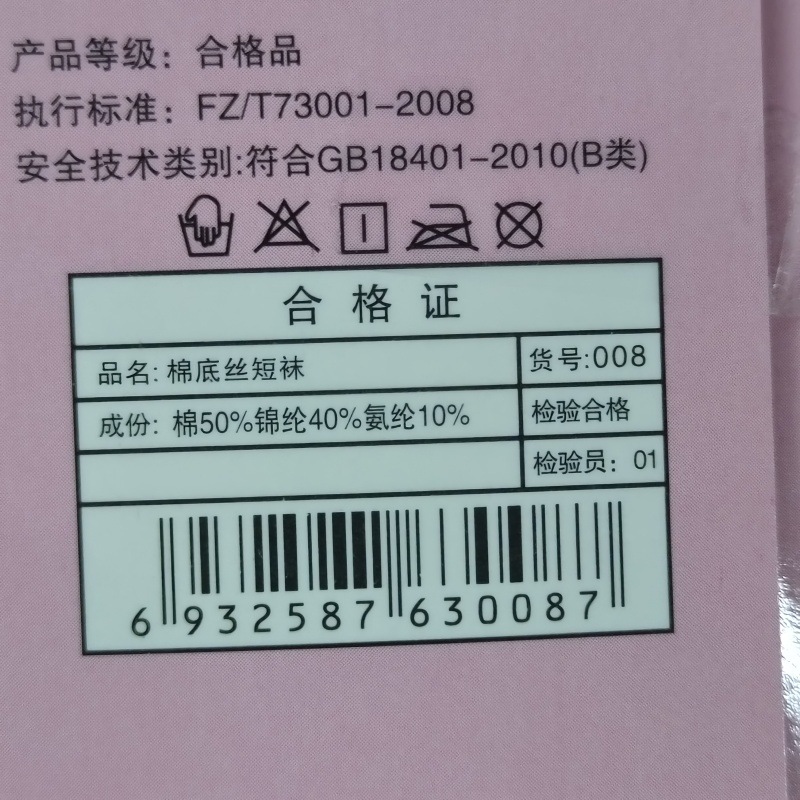 产品等级：合格品
执行标准：FZ/T73001-2008
安全技术类别:符合GB18401-2010(B类)
合格证
品名: 棉底丝短袜
货号:008
成份: 棉50%锦纶40%氨纶10%
检验合格
检验员：01
6 932587 630087